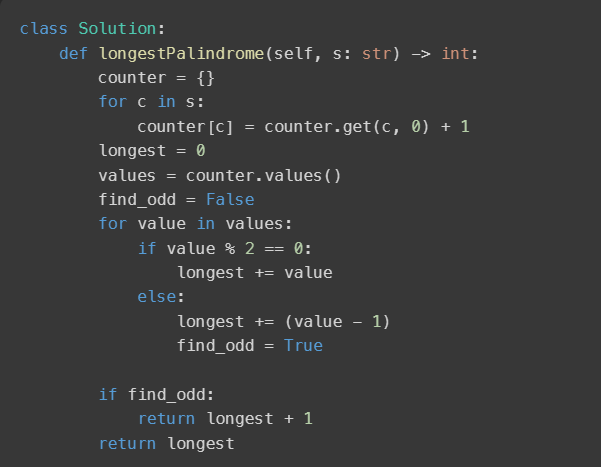 class Solution:
    def longestPalindrome(self, s: str) -> int:
        counter = {}
        for c in s:
            counter[c] = counter.get(c, 0) + 1
        longest = 0
        values = counter.values()
        find_odd = False
        for value in values:
            if value % 2 == 0:
                longest += value
            else:
                longest += (value - 1)
                find_odd = True
        if find_odd:
            return longest + 1
        return longest